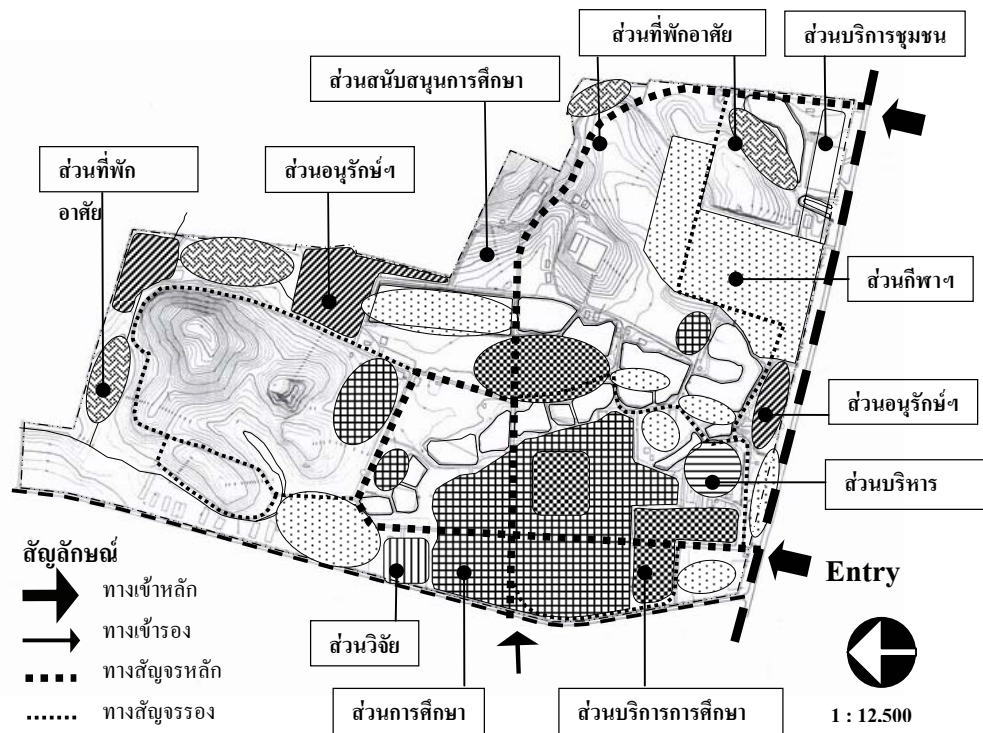 ส่วนที่พักอาศัย
ส่วนบริการชุมชน
ส่วนสนับสนุนการศึกษา
ส่วนที่พัก
อาศัย
ส่วนอนุรักษ์ฯ
ส่วนกีฬาฯ
ส่วนอนุรักษ์ฯ
ส่วนบริหาร
สัญลักษณ์
ทางเข้าหลัก
ทางเข้ารอง
ทางสัญจรหลัก
ทางสัญจรรอง
Entry
ส่วนวิจัย
ส่วนการศึกษา
ส่วนบริการการศึกษา
1 : 12,500